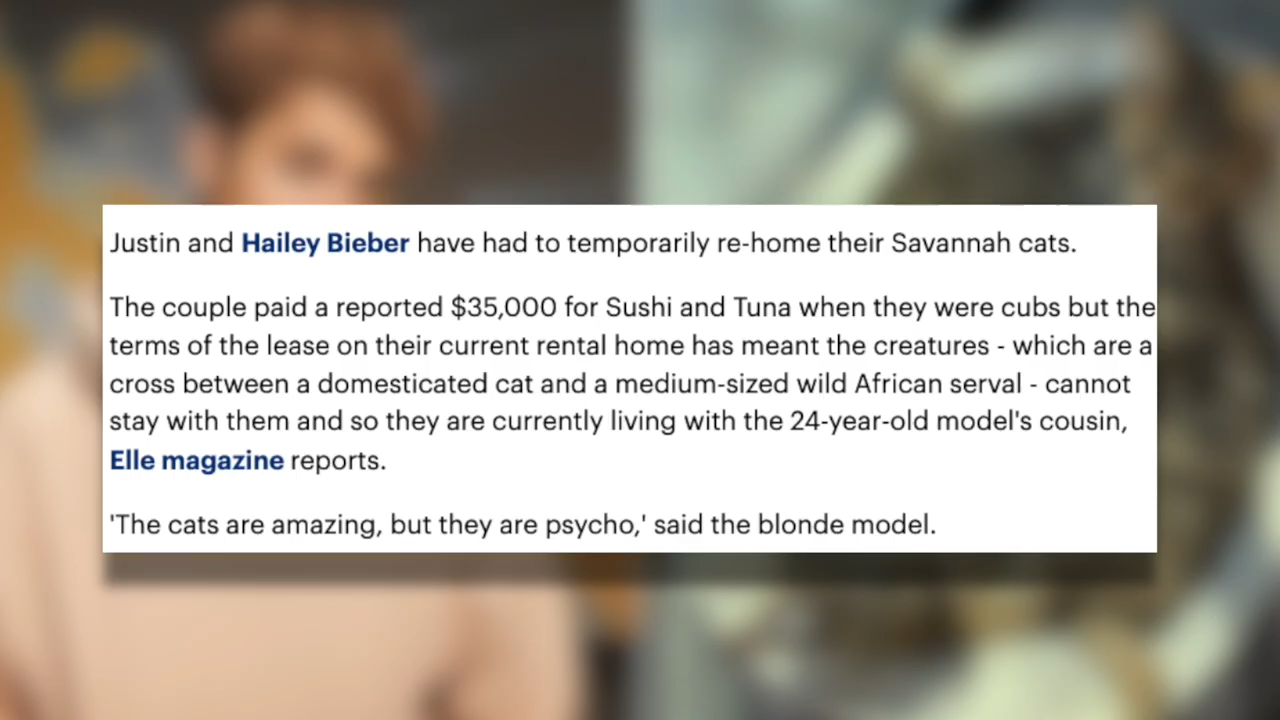 Justin and Hailey Bieber have had to temporarily re-home their Savannah cats.
The couple paid a reported $35,000 for Sushi and Tuna when they were cubs but the
terms of the lease on their current rental home has meant the creatures - which are a
cross between a domesticated cat and a medium-sized wild African serval - cannot
stay with them and so they are currently living with the 24-year-old model's cousin,
Elle magazine reports.
'The cats are amazing, but they are psycho,' said the blonde model.